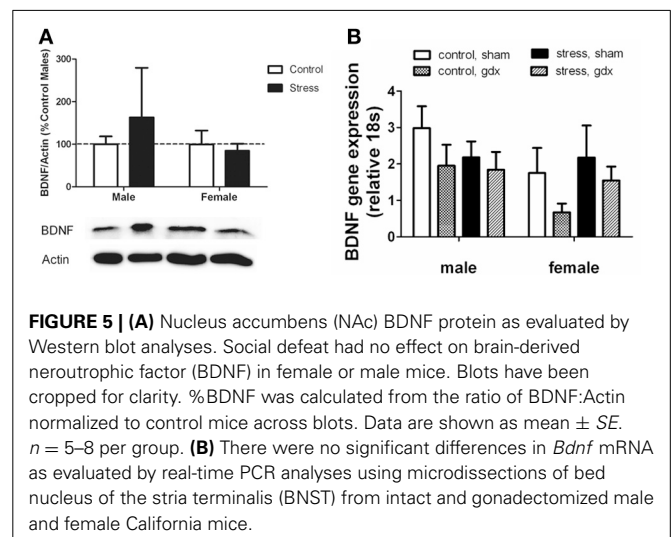 A
B
BDNF/Actin (% Control Males)
300
200
150
100
50
0
Control
Stress
Male
Female
BDNF
Actin
control, sham
stress, sham
control, gdx
stress, gdx
BDNF gene expression
(relative 18s)
4
3
2
1
0
male
female
FIGURE 5 | (A) Nucleus accumbens (NAc) BDNF protein as evaluated by
Western blot analyses. Social defeat had no effect on brain-derived
neroutrophic factor (BDNF) in female or male mice. Blots have been
cropped for clarity. %BDNF was calculated from the ratio of BDNF:Actin
normalized to control mice across blots. Data are shown as mean ± SE.
n = 5–8 per group. (B) There were no significant differences in Bdnf mRNA
as evaluated by real-time PCR analyses using microdissections of bed
nucleus of the stria terminalis (BNST) from intact and gonadectomized male
and female California mice.